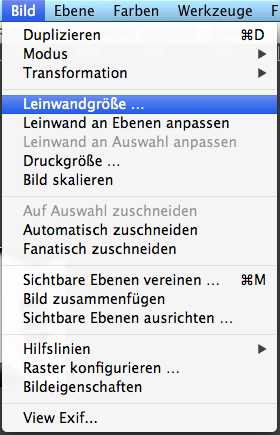 Bild Ebene Farben Werkzeuge F
Duplizieren ⌘D
Modus
Transformation
Leinwandgröße ...
Leinwand an Ebenen anpassen
Leinwand an Auswahl anpassen
Druckgröße ...
Bild skalieren
Auf Auswahl zuschneiden
Automatisch zuschneiden
Fanatisch zuschneiden
Sichtbare Ebenen vereinen ... ⌘M
Bild zusammenfügen
Sichtbare Ebenen ausrichten ...
Hilfslinien
Raster konfigurieren ...
Bildeigenschaften
View Exif...